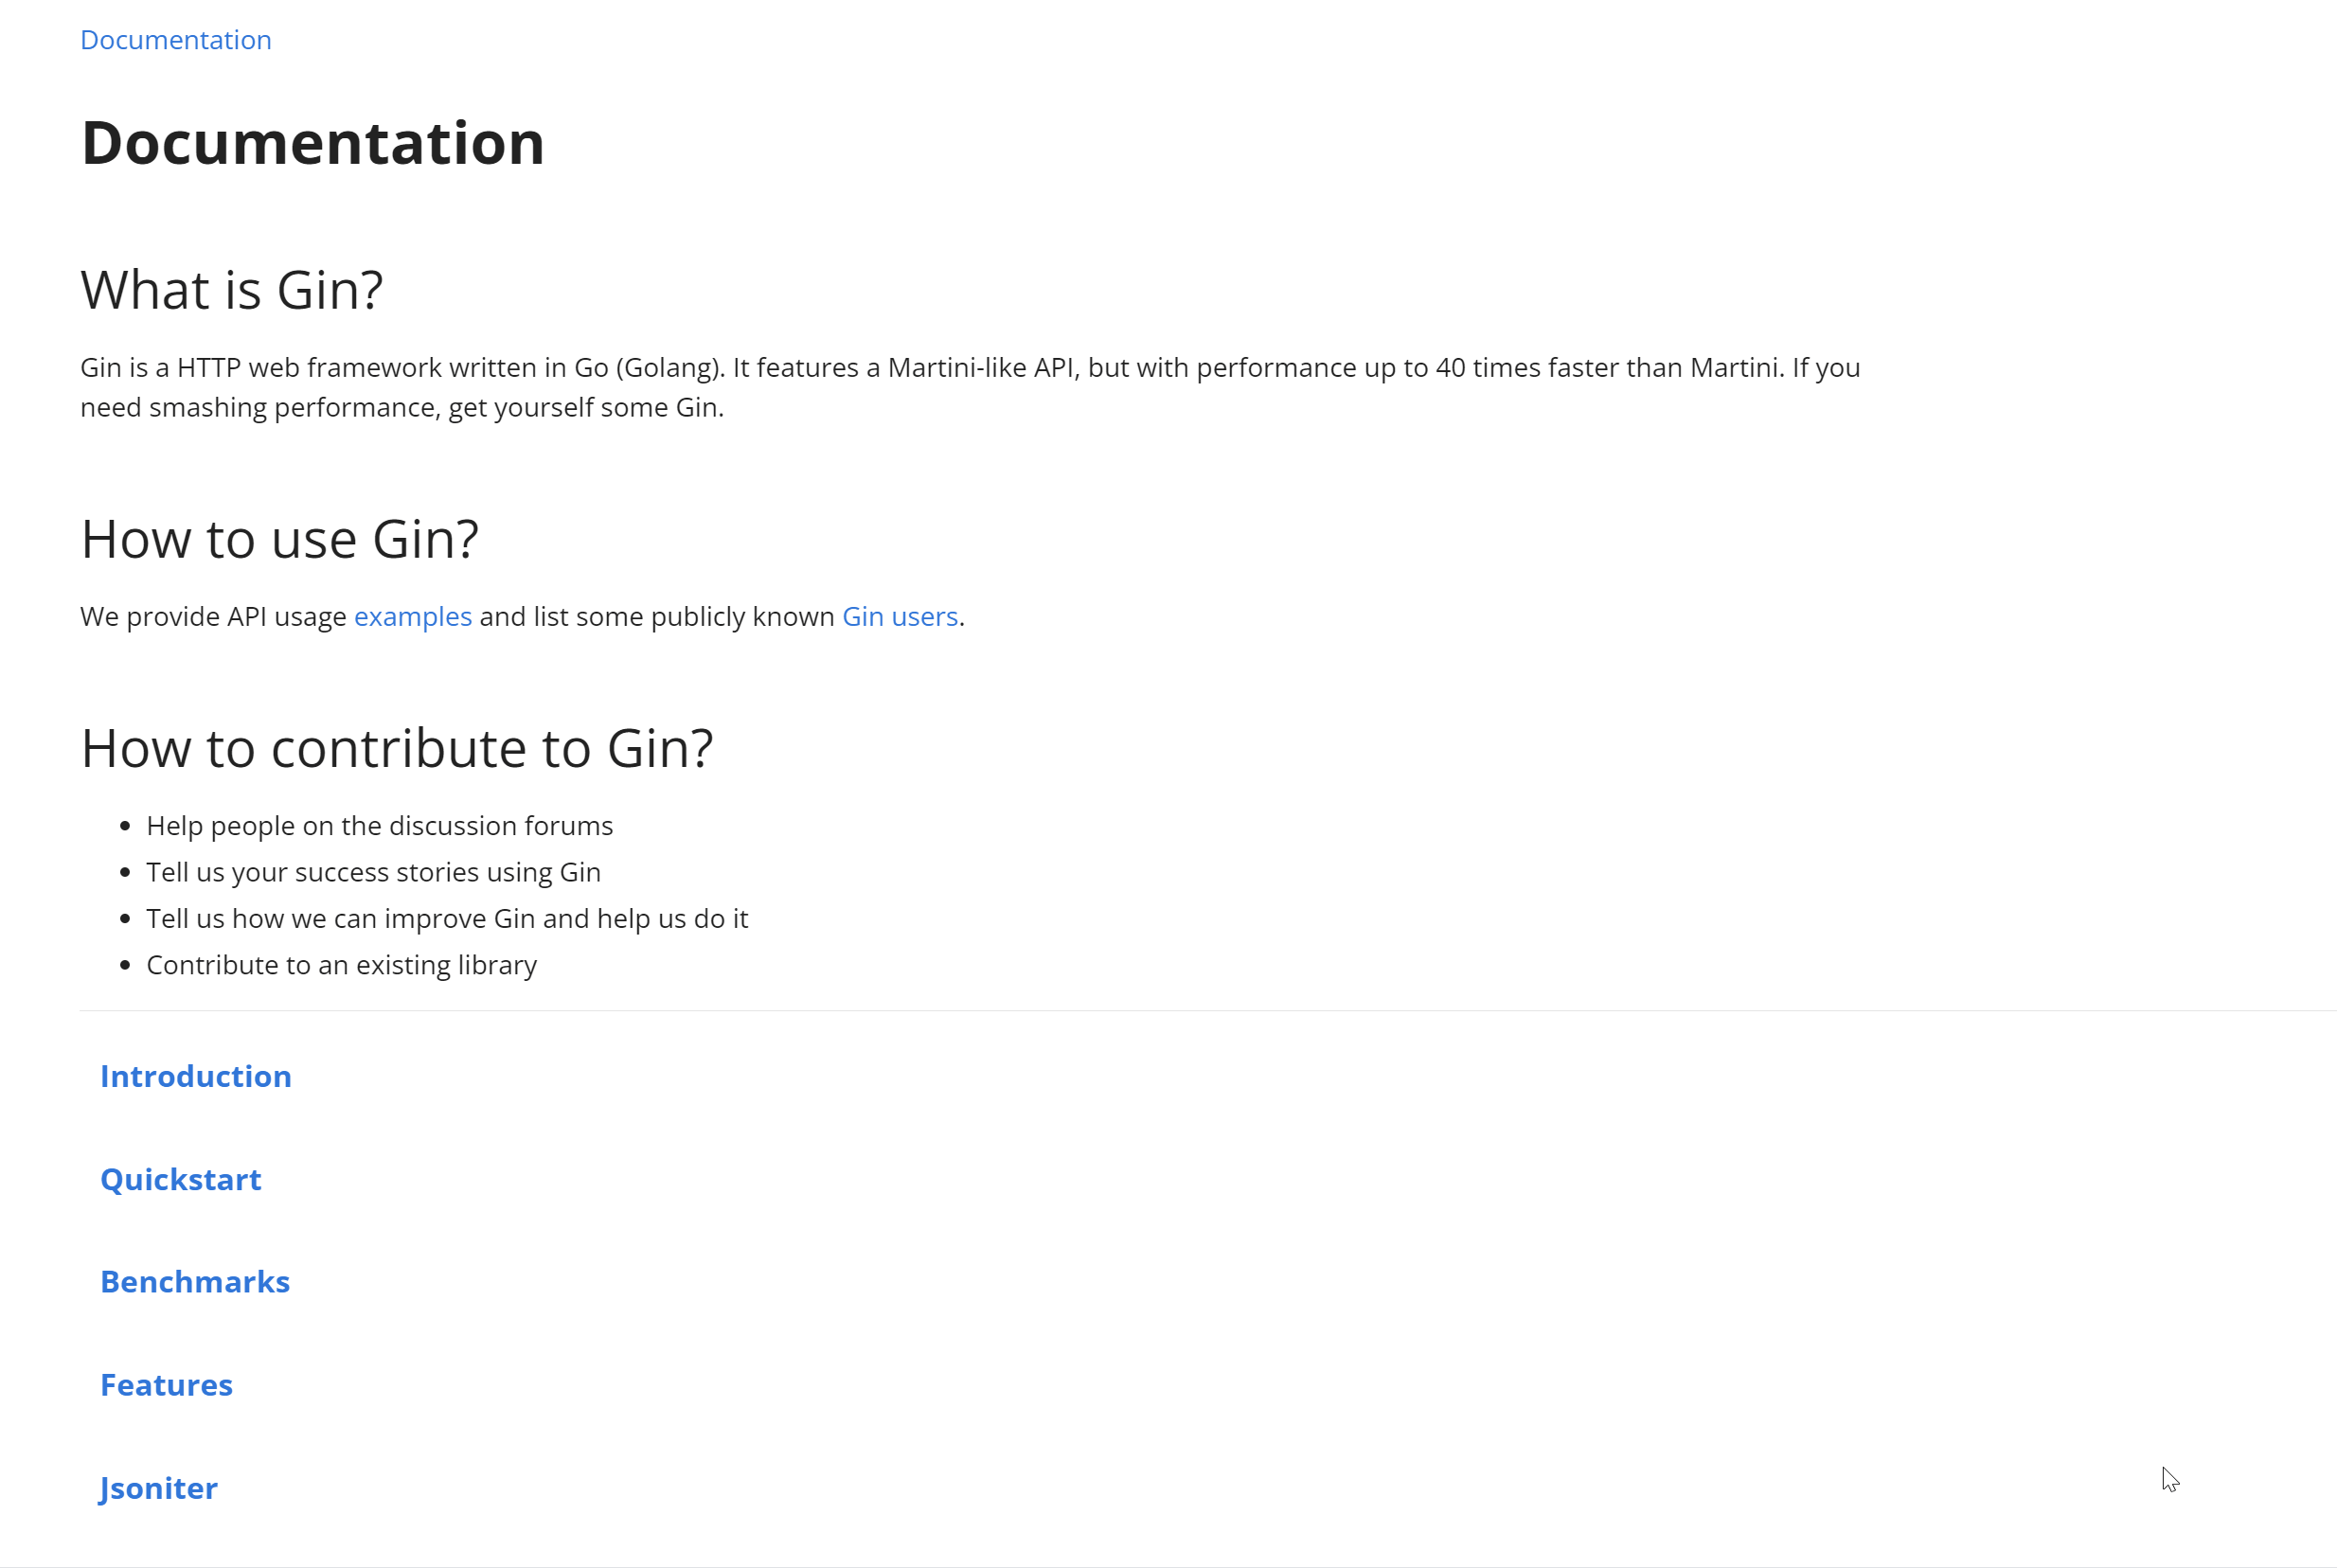 Documentation
Documentation
What is Gin?
Gin is a HTTP web framework written in Go (Golang). It features a Martini-like API, but with performance up to 40 times faster than Martini. If you
need smashing performance, get yourself some Gin.
How to use Gin?
We provide API usage examples and list some publicly known Gin users.
How to contribute to Gin?
Help people on the discussion forums
Tell us your success stories using Gin
Tell us how we can improve Gin and help us do it
Contribute to an existing library
Introduction
Quickstart
Benchmarks
Features
Jsoniter